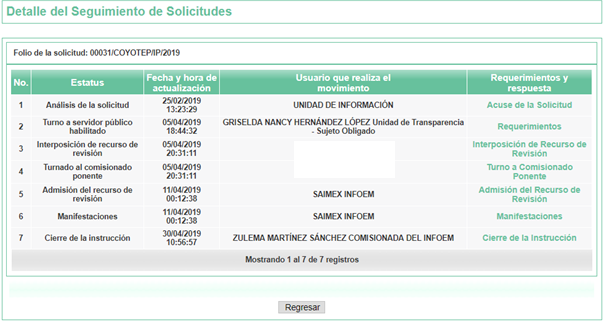 Detalle del Seguimiento de Solicitudes
Folio de la solicitud: 00031/COYOTEP/IP/2019
No. Estatus Fecha y hora de actualización Usuario que realiza el movimiento Requerimientos y respuesta
1 Análisis de la solicitud 25/02/2019 13:23:29 UNIDAD DE INFORMACIÓN Acuse de la Solicitud
2 Turno a servidor público habilitado 05/04/2019 18:44:32 GRISELDA NANCY HERNÁNDEZ LÓPEZ Unidad de Transparencia - Sujeto Obligado Requerimientos
3 Interposición de recurso de revisión 05/04/2019 20:31:11 Interposición de Recurso de Revisión
4 Turnado al comisionado ponente 05/04/2019 20:31:11 Turno a Comisionado Ponente
5 Admisión del recurso de revisión 11/04/2019 00:12:38 SAIMEX INFOEM Admisión del Recurso de Revisión
6 Manifestaciones 11/04/2019 00:12:38 SAIMEX INFOEM Manifestaciones
7 Cierre de la instrucción 30/04/2019 10:56:57 ZULEMA MARTÍNEZ SÁNCHEZ COMISIONADA DEL INFOEM Cierre de la Instrucción
Mostrando 1 al 7 de 7 registros
Regresar